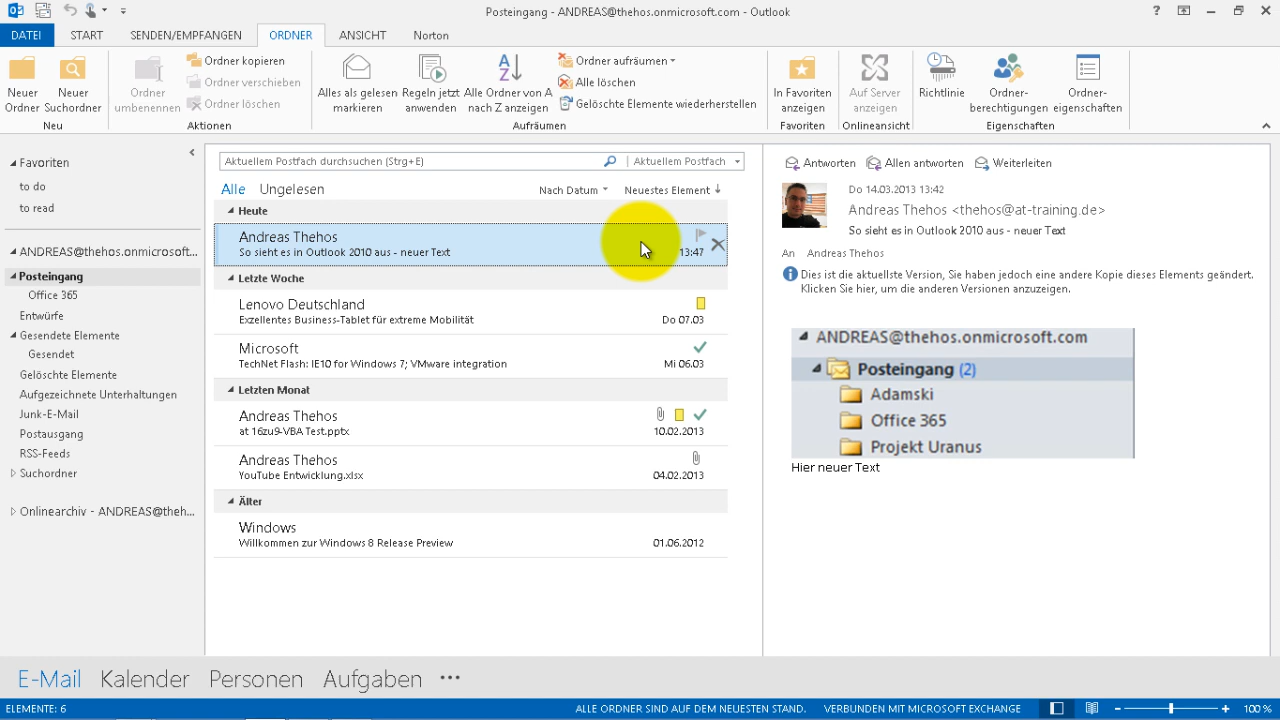 Posteingang - ANDREAS@thehos.onmicrosoft.com - Outlook
DATEI START SENDEN/EMPFANGEN ORDNER ANSICHT Norton
Neuer Ordner
Neuer Suchordner
Neu
Ordner umbenennen
Ordner kopieren
Ordner verschieben
Ordner löschen
Aktionen
Alles als gelesen markieren
Regeln jetzt anwenden
Alle Ordner von A nach Z anzeigen
Ordner aufräumen
Alle löschen
Gelöschte Elemente wiederherstellen
Aufräumen
In Favoriten anzeigen
Favoriten
Auf Server anzeigen
Onlineansicht
Richtlinie
Ordner-berechtigungen
Ordner-eigenschaften
Eigenschaften
Favoriten
to do
to read
ANDREAS@thehos.onmicrosoft...
Posteingang
Office 365
Entwürfe
Gesendete Elemente
Gesendet
Gelöschte Elemente
Aufgezeichnete Unterhaltungen
Junk-E-Mail
Postausgang
RSS-Feeds
Suchordner
Onlinearchiv - ANDREAS@theh...
Aktuellem Postfach durchsuchen (Strg+E) Aktuellem Postfach
Alle Ungelesen Nach Datum Neuestes Element
Heute
Andreas Thehos
So sieht es in Outlook 2010 aus - neuer Text 13:47
Letzte Woche
Lenovo Deutschland
Exzellentes Business-Tablet für extreme Mobilität Do 07.03
Microsoft
TechNet Flash: IE10 for Windows 7; VMware integration Mi 06.03
Letzten Monat
Andreas Thehos
at 16zu9-VBA Test.pptx 10.02.2013
Andreas Thehos
YouTube Entwicklung.xlsx 04.02.2013
Älter
Windows
Willkommen zur Windows 8 Release Preview 01.06.2012
Antworten Allen antworten Weiterleiten
Do 14.03.2013 13:42
Andreas Thehos <thehos@at-training.de>
So sieht es in Outlook 2010 aus - neuer Text
An Andreas Thehos
Dies ist die aktuellste Version, Sie haben jedoch eine andere Kopie dieses Elements geändert.
Klicken Sie hier, um die anderen Versionen anzuzeigen.
ANDREAS@thehos.onmicrosoft.com
Posteingang (2)
Adamski
Office 365
Projekt Uranus
Hier neuer Text
E-Mail Kalender Personen Aufgaben
ELEMENTE: 6 ALLE ORDNER SIND AUF DEM NEUESTEN STAND. VERBUNDEN MIT MICROSOFT EXCHANGE 100 %